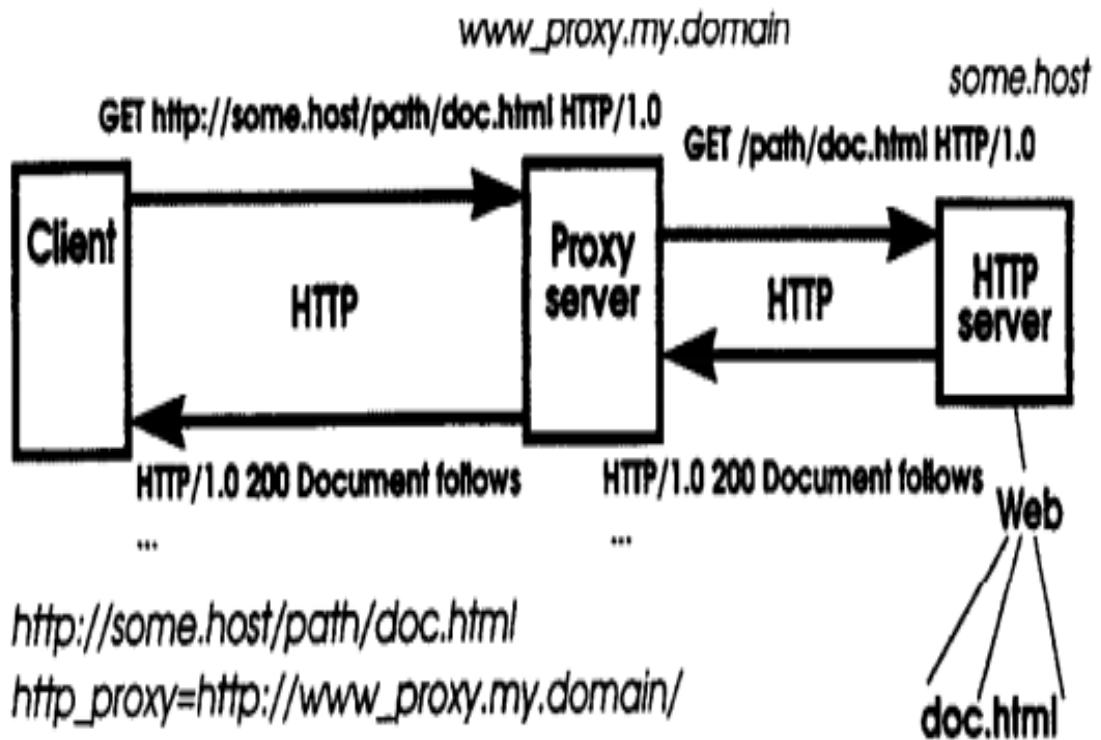 www_proxy.my.domain
some.host
GET http://some.host/path/doc.html HTTP/1.0
GET /path/doc.html HTTP/1.0
Client
Proxy
server
HTTP
server
HTTP
HTTP
HTTP/1.0 200 Document follows
...
HTTP/1.0 200 Document follows
...
Web
doc.html
http://some.host/path/doc.html
http_proxy=http://www_proxy.my.domain/